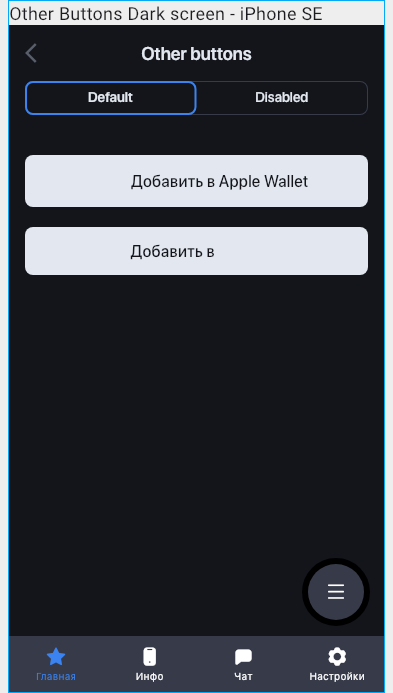 Other Buttons Dark screen - iPhone SE
Other buttons
Default
Disabled
Добавить в Apple Wallet
Добавить в
Главная
Инфо
Чат
Настройки